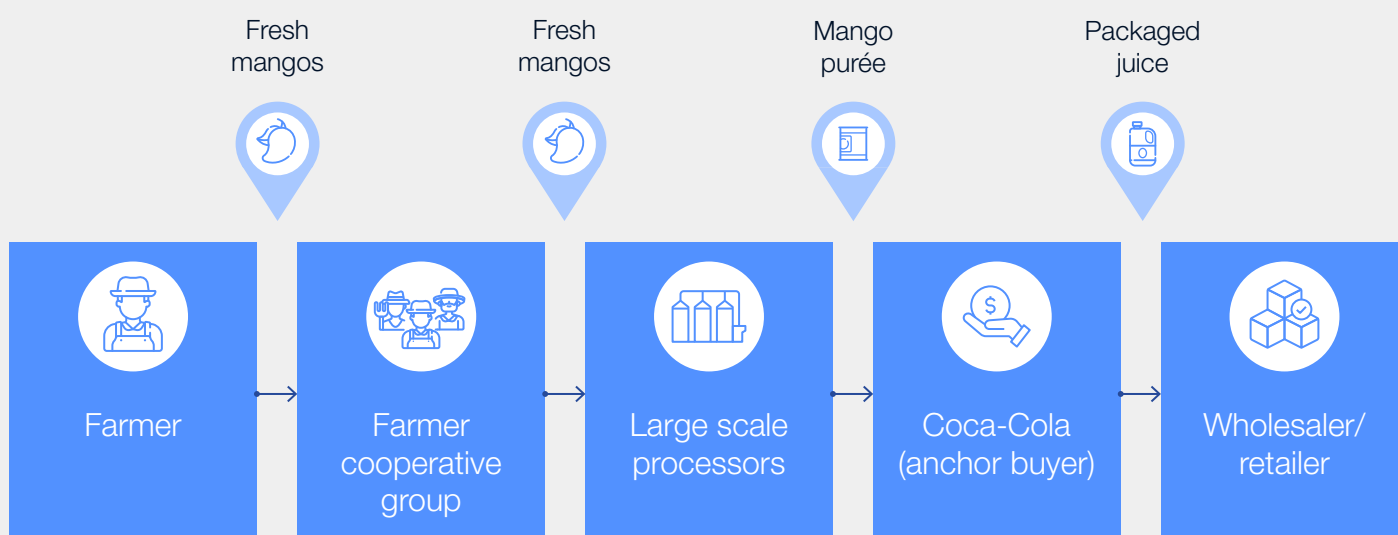 Fresh
mangos
Fresh
mangos
Mango
purée
Packaged
juice
$
Farmer
Farmer
cooperative
group
Large scale
processors
Coca-Cola
(anchor buyer)
Wholesaler/
retailer